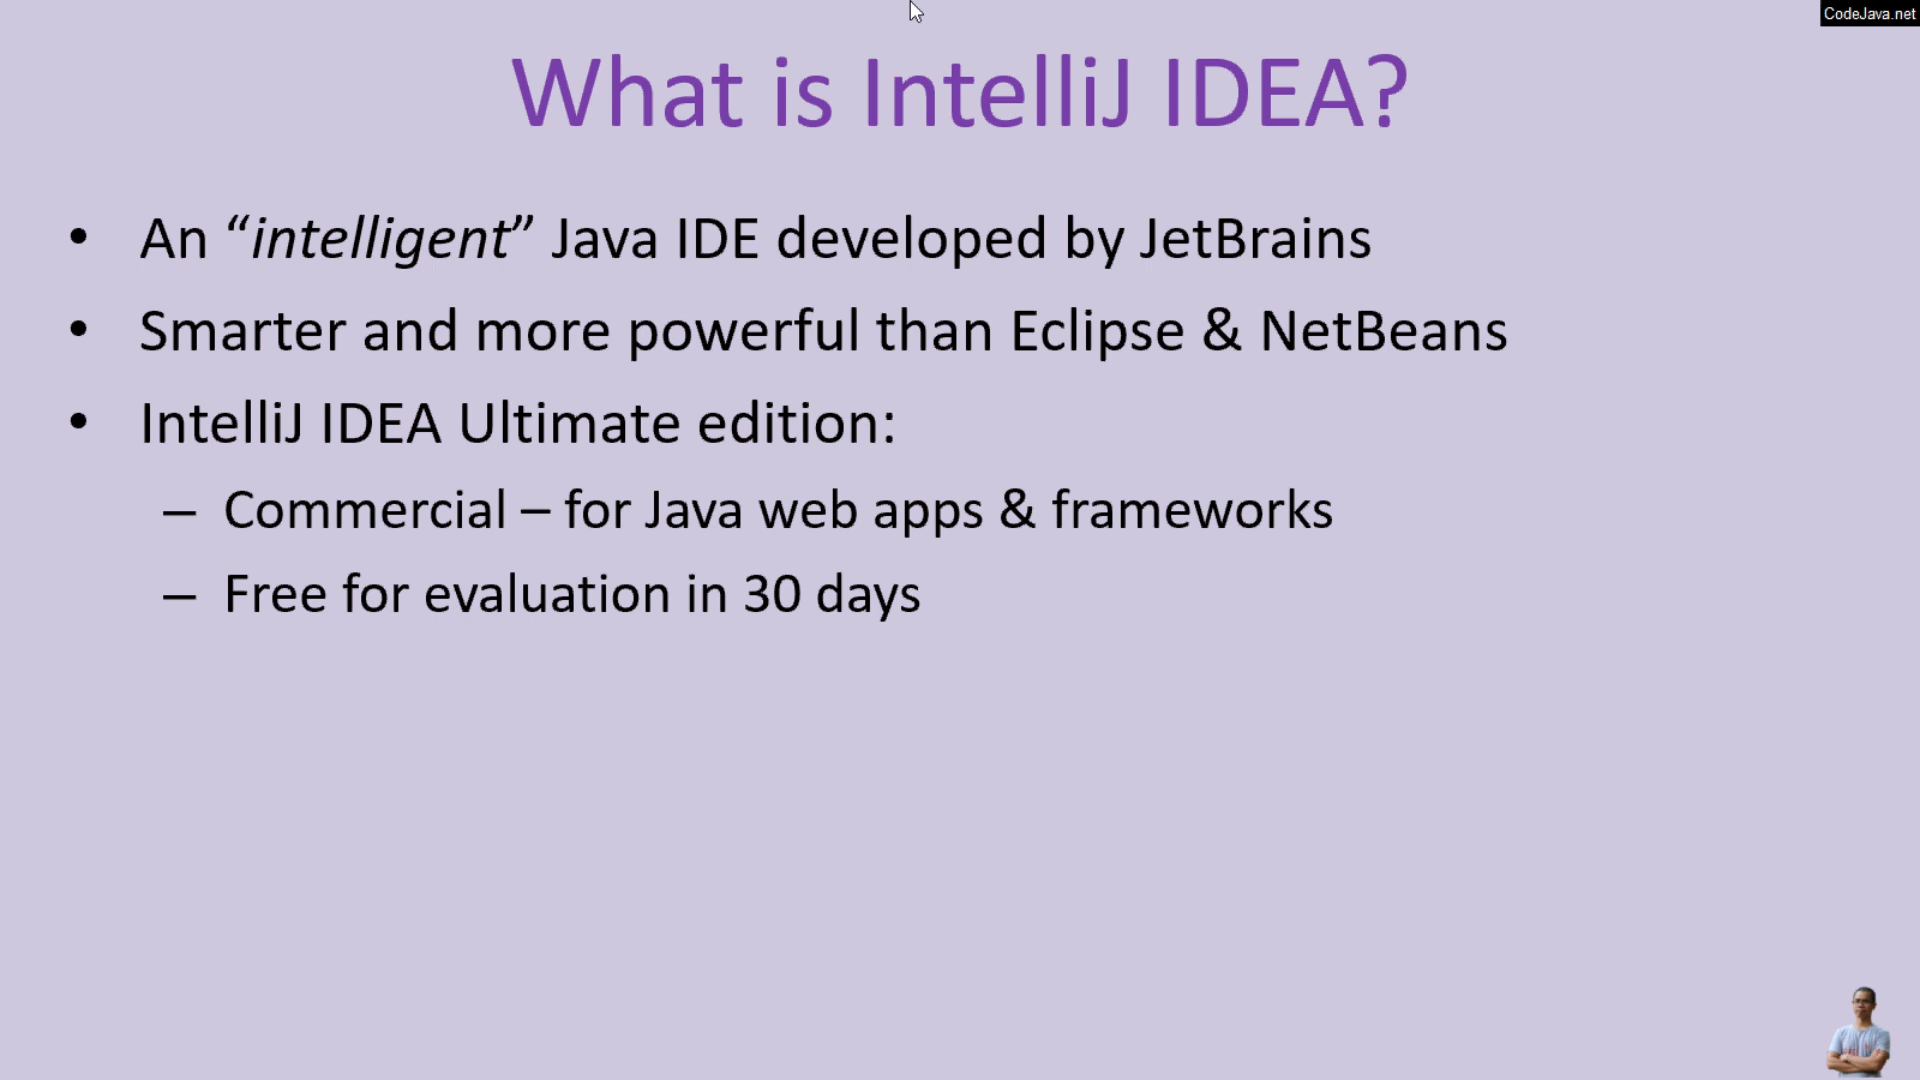 CodeJava.net
What is IntelliJ IDEA?
• An “intelligent” Java IDE developed by JetBrains
• Smarter and more powerful than Eclipse & NetBeans
• IntelliJ IDEA Ultimate edition:
– Commercial – for Java web apps & frameworks
– Free for evaluation in 30 days